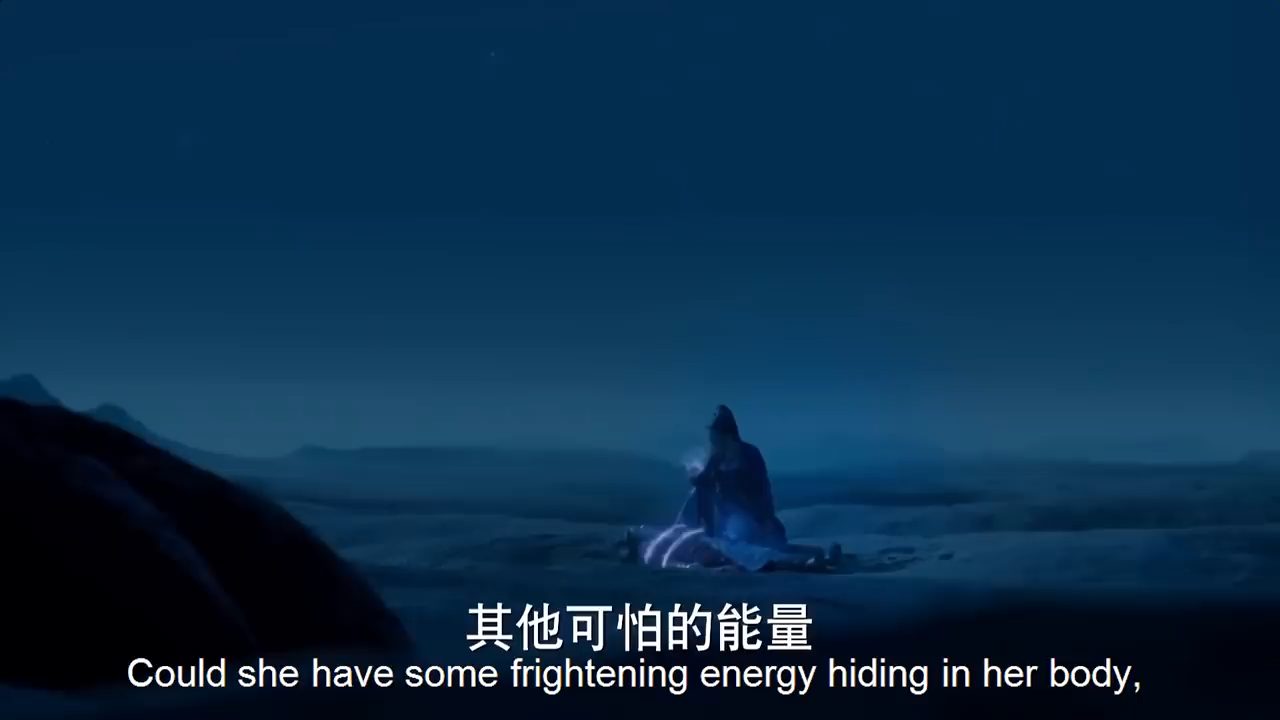 其他可怕的能量
Could she have some frightening energy hiding in her body,